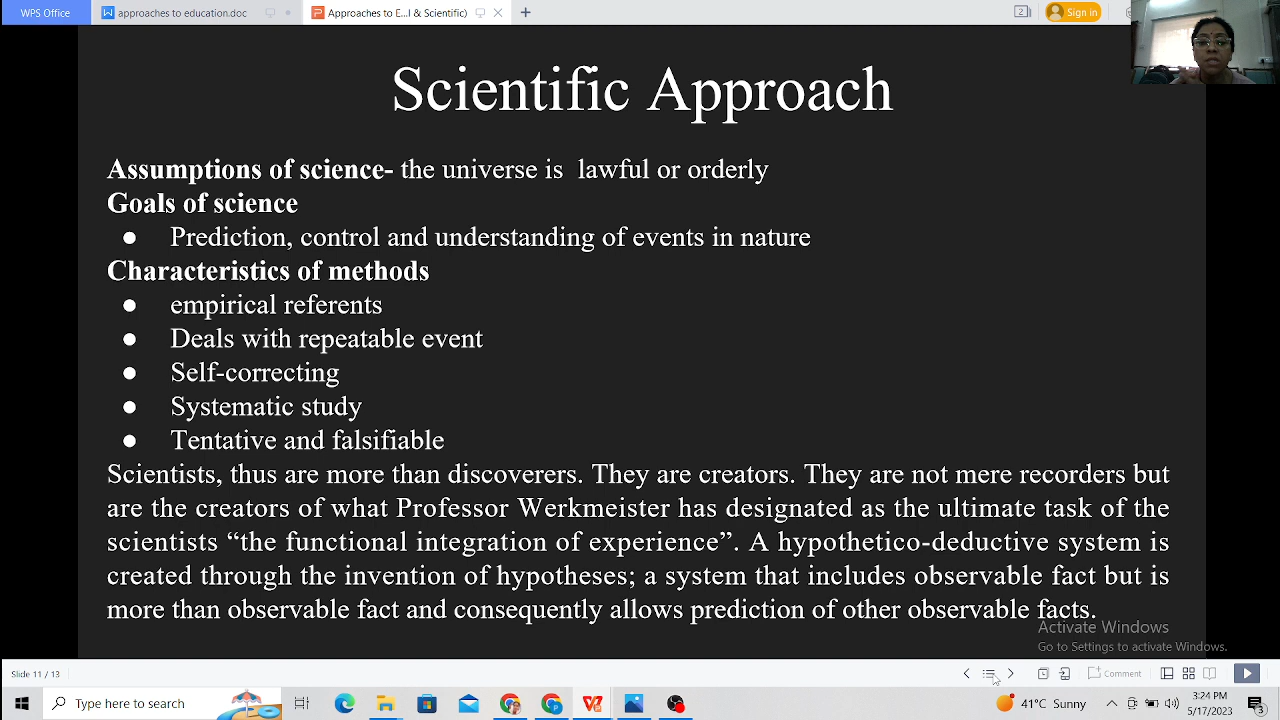 WPS Office
approaches to education.doc
Approaches to E...l & Scientific)
Sign in
Scientific Approach
Assumptions of science- the universe is lawful or orderly
Goals of science
● Prediction, control and understanding of events in nature
Characteristics of methods
● empirical referents
● Deals with repeatable event
● Self-correcting
● Systematic study
● Tentative and falsifiable
Scientists, thus are more than discoverers. They are creators. They are not mere recorders but
are the creators of what Professor Werkmeister has designated as the ultimate task of the
scientists “the functional integration of experience”. A hypothetico-deductive system is
created through the invention of hypotheses; a system that includes observable fact but is
more than observable fact and consequently allows prediction of other observable facts.
Activate Windows
Go to Settings to activate Windows.
Slide 11 / 13
Comment
Type here to search
41°C Sunny
3:24 PM
5/17/2023
3